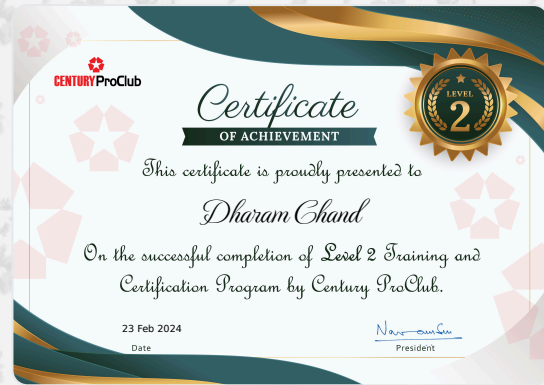 CENTURY ProClub
LEVEL
2
Certificate
OF ACHIEVEMENT
This certificate is proudly presented to
Dharam Chand
On the successful completion of Level 2 Training and
Certification Program by Century ProClub.
23 Feb 2024
Date
President